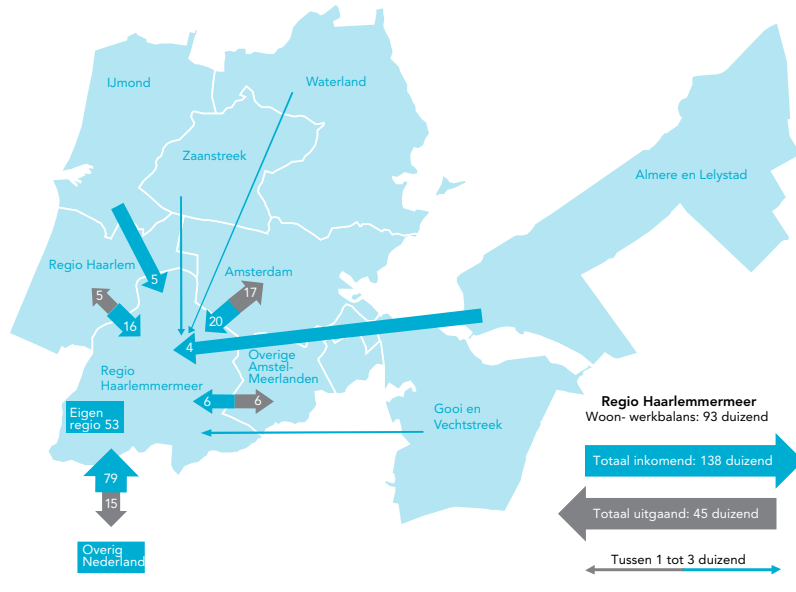 IJmond
Waterland
Zaanstreek
Almere en Lelystad
Regio Haarlem
Amsterdam
5
5
17
16
20
4
Regio
Haarlemmermeer
Overige
Amstel-
Meerlanden
6
6
Eigen
regio 53
Gooi en
Vechtstreek
79
15
Overig
Nederland
Regio Haarlemmermeer
Woon- werkbalans: 93 duizend
Totaal inkomend: 138 duizend
Totaal uitgaand: 45 duizend
Tussen 1 tot 3 duizend